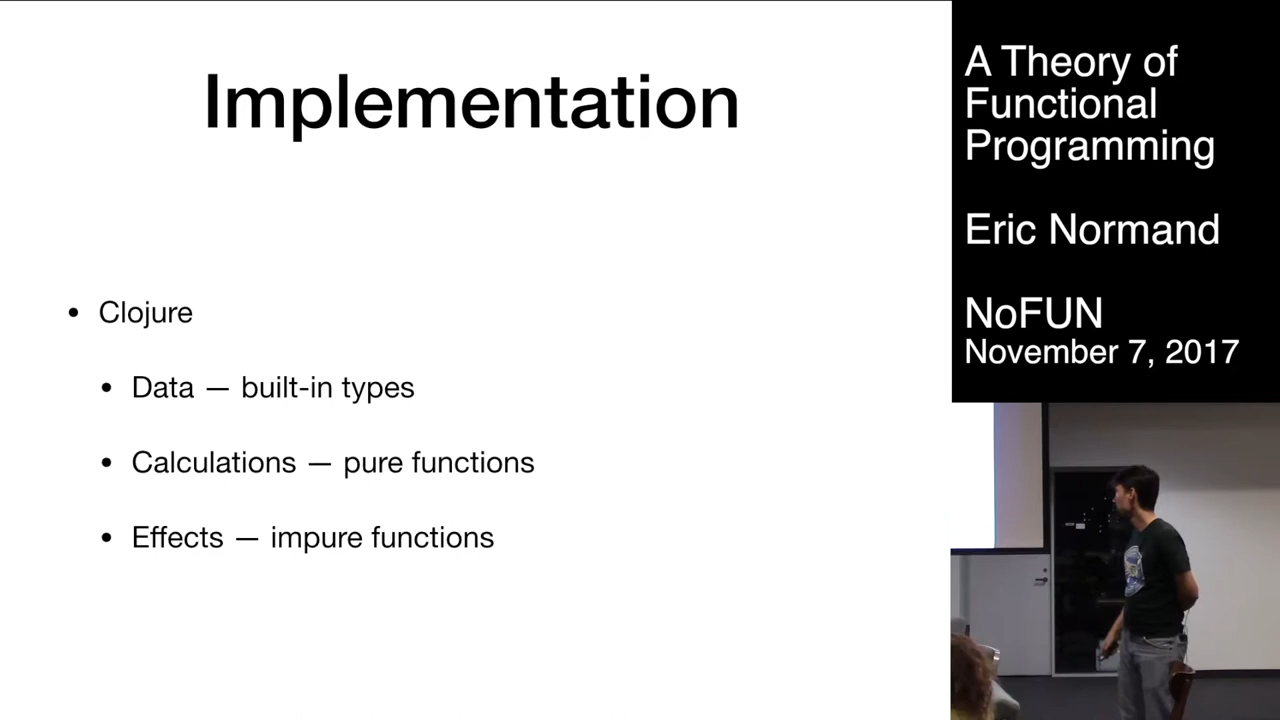 Implementation
• Clojure
• Data — built-in types
• Calculations — pure functions
• Effects — impure functions
A Theory of
Functional
Programming
Eric Normand
NoFUN
November 7, 2017